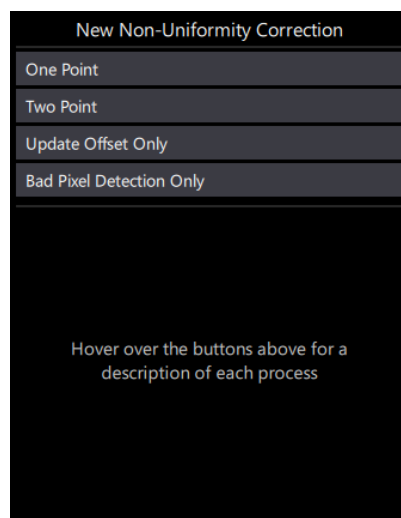 New Non-Uniformity Correction
One Point
Two Point
Update Offset Only
Bad Pixel Detection Only
Hover over the buttons above for a
description of each process